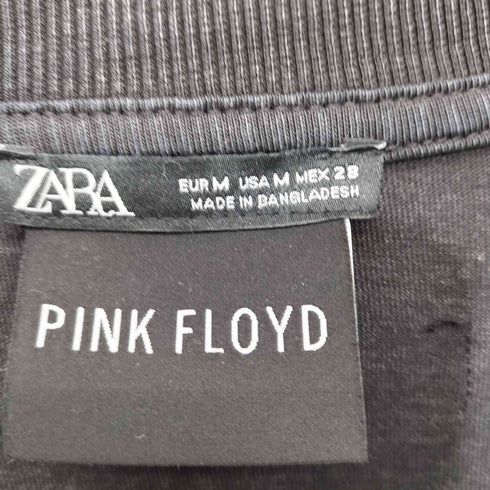 ZARA
EUR M USA M MEX 28
MADE IN BANGLADESH
PINK FLOYD